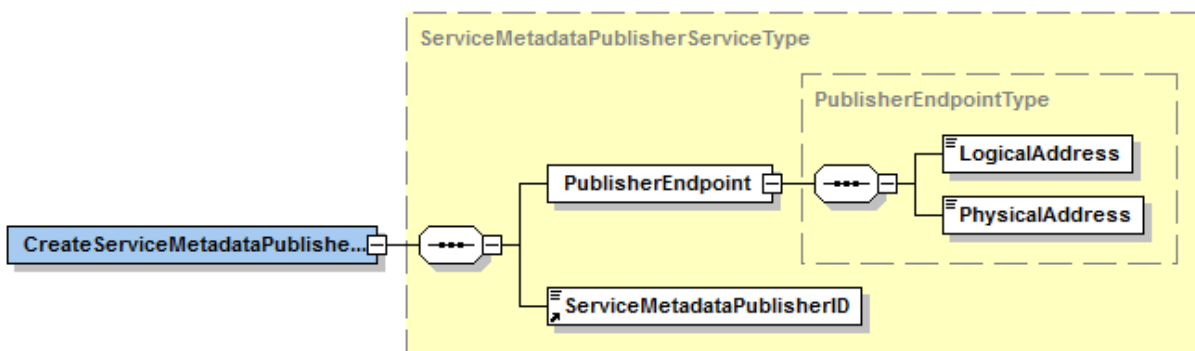 ServiceMetadataPublisherServiceType
PublisherEndpointType
LogicalAddress
PublisherEndpoint
PhysicalAddress
CreateServiceMetadataPublishe...
ServiceMetadataPublisherID